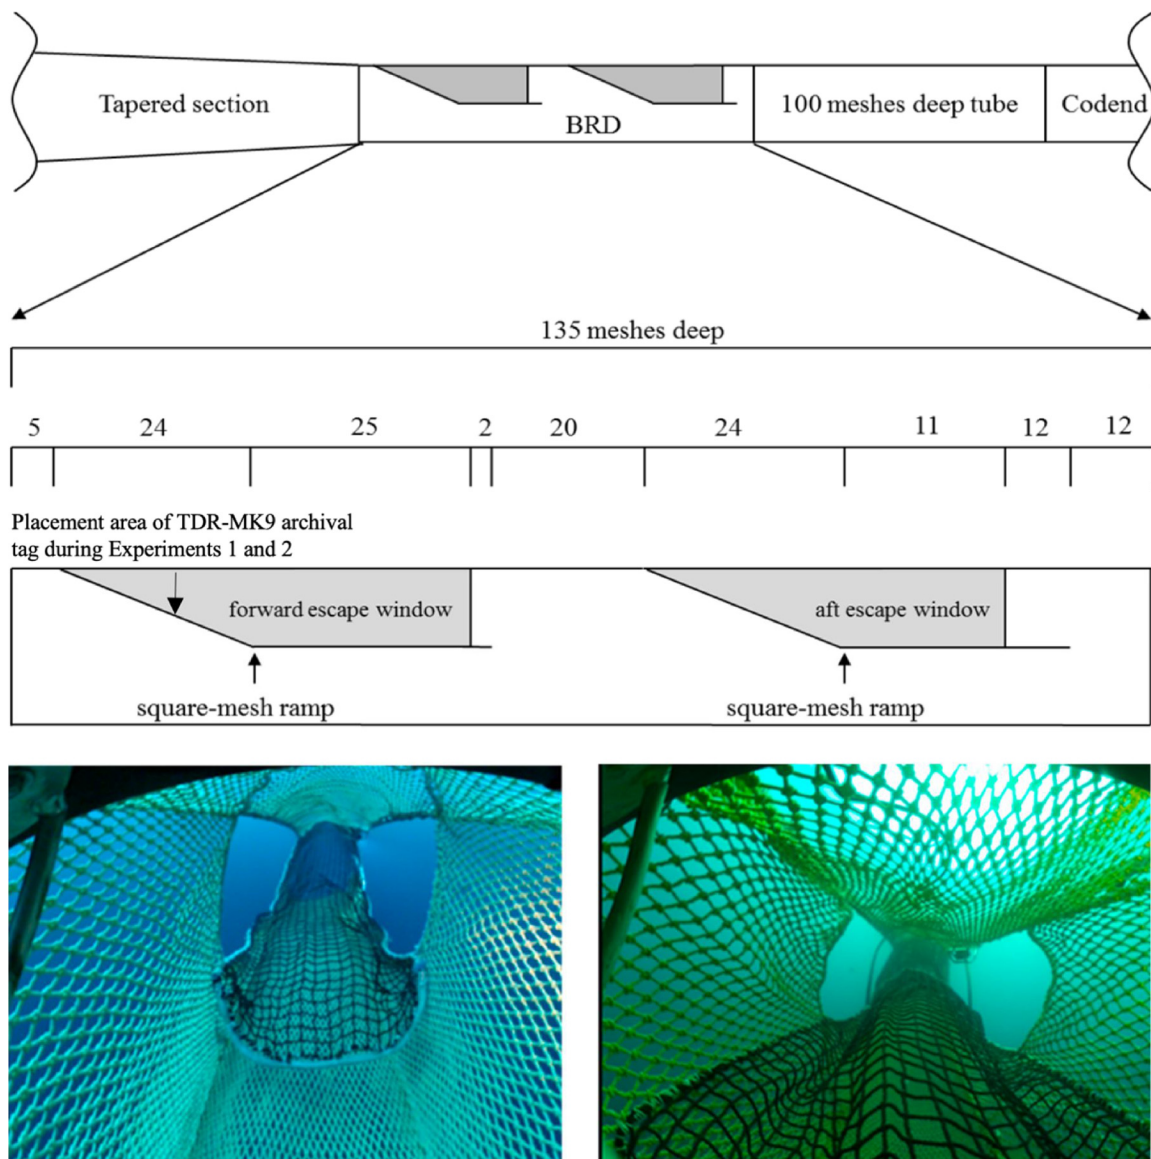 Tapered section
BRD
100 meshes deep tube
Codend
135 meshes deep
5 24 25 2 20 24 11 12 12
Placement area of TDR-MK9 archival
tag during Experiments 1 and 2
forward escape window
aft escape window
square-mesh ramp
square-mesh ramp